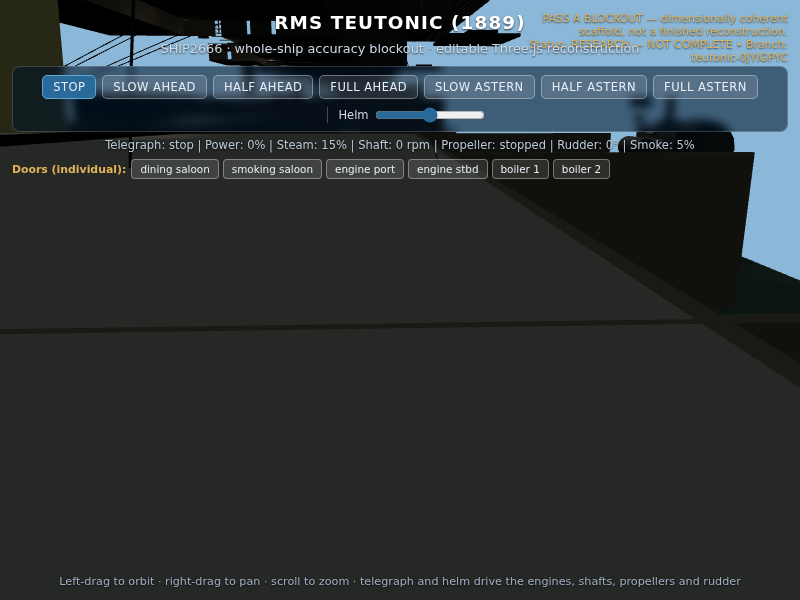 RMS TEUTONIC (1889)
PASS A BLOCKOUT — dimensionally coherent
scaffold, not a finished reconstruction.
Status: RESEARCH — NOT COMPLETE • Branch:
teutonic-0JYIGPYC
SHIP2666 · whole-ship accuracy blockout · editable Three.js reconstruction
STOP
SLOW AHEAD
HALF AHEAD
FULL AHEAD
SLOW ASTERN
HALF ASTERN
FULL ASTERN
Helm
Telegraph: stop | Power: 0% | Steam: 15% | Shaft: 0 rpm | Propeller: stopped | Rudder: 0° | Smoke: 5%
Doors (individual):
dining saloon
smoking saloon
engine port
engine stbd
boiler 1
boiler 2
Left-drag to orbit · right-drag to pan · scroll to zoom · telegraph and helm drive the engines, shafts, propellers and rudder